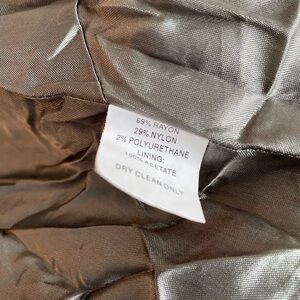 69% RAYON
29% NYLON
2% POLYURETHANE
LINING:
100% ACETATE
DRY CLEAN ONLY